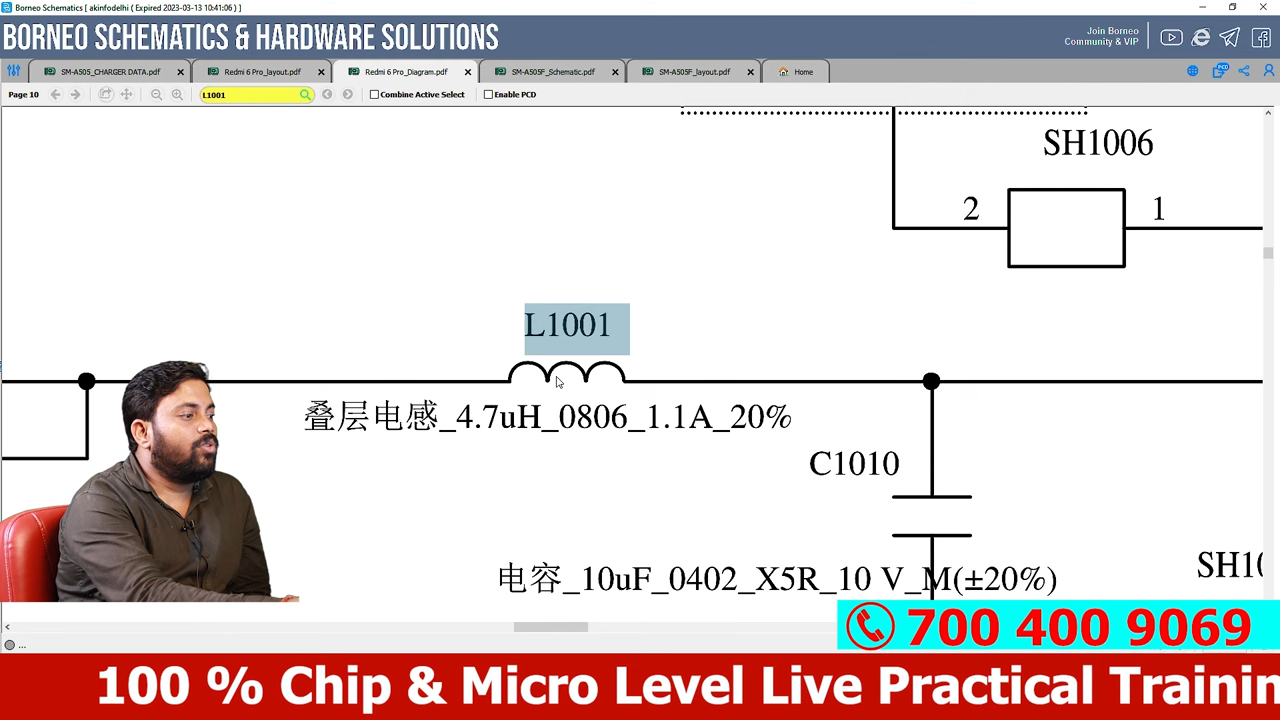 Borneo Schematics [ akinfodelhi ( Expired 2023-03-13 10:41:06 ) ]
BORNEO SCHEMATICS & HARDWARE SOLUTIONS
Join Borneo
Community & VIP
SM-A505_CHARGER DATA.pdf
Redmi 6 Pro_layout.pdf
Redmi 6 Pro_Diagram.pdf
SM-A505F_Schematic.pdf
SM-A505F_layout.pdf
Home
Page 10
L1001
Combine Active Select
Enable PCD
SH1006
2
1
L1001
叠层电感_4.7uH_0806_1.1A_20%
C1010
电容_10uF_0402_X5R_10 V_M(±20%)
SH10
...
700 400 9069
100 % Chip & Micro Level Live Practical Trainin